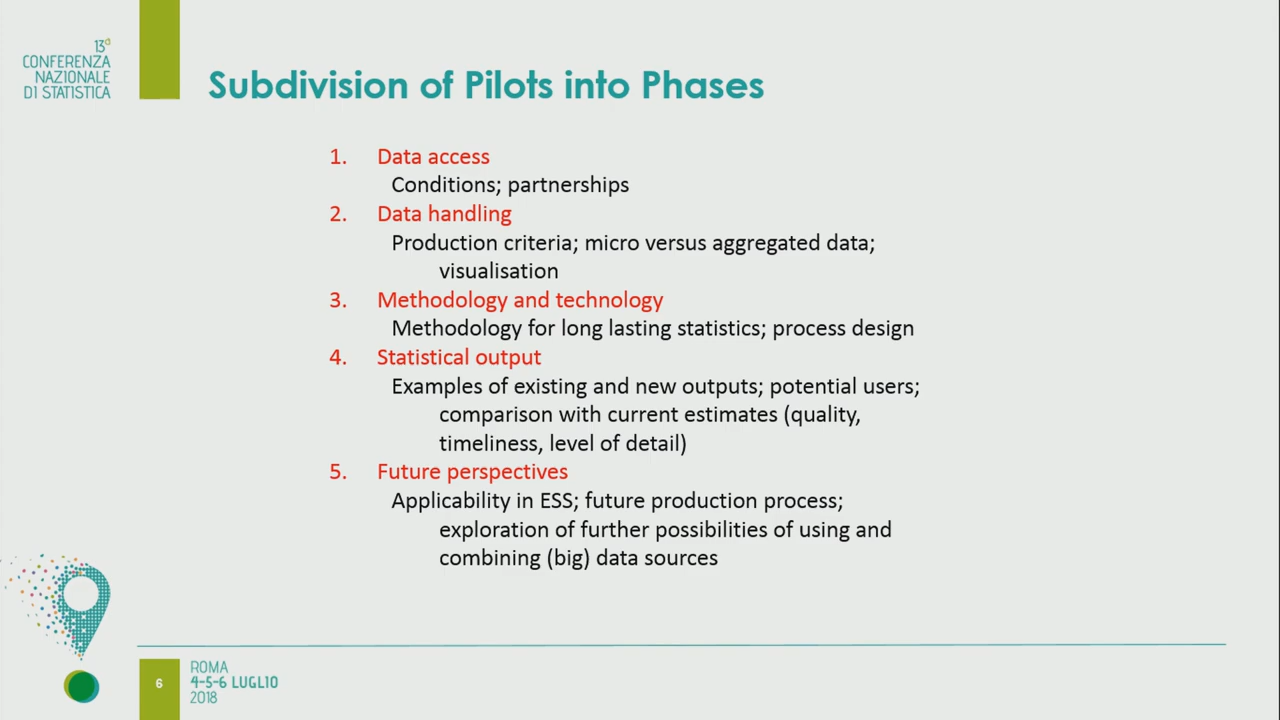 13°
CONFERENZA
NAZIONALE
DI STATISTICA
Subdivision of Pilots into Phases
1. Data access
Conditions; partnerships
2. Data handling
Production criteria; micro versus aggregated data;
visualisation
3. Methodology and technology
Methodology for long lasting statistics; process design
4. Statistical output
Examples of existing and new outputs; potential users;
comparison with current estimates (quality,
timeliness, level of detail)
5. Future perspectives
Applicability in ESS; future production process;
exploration of further possibilities of using and
combining (big) data sources
6
ROMA
4-5-6 LUGLIO
2018